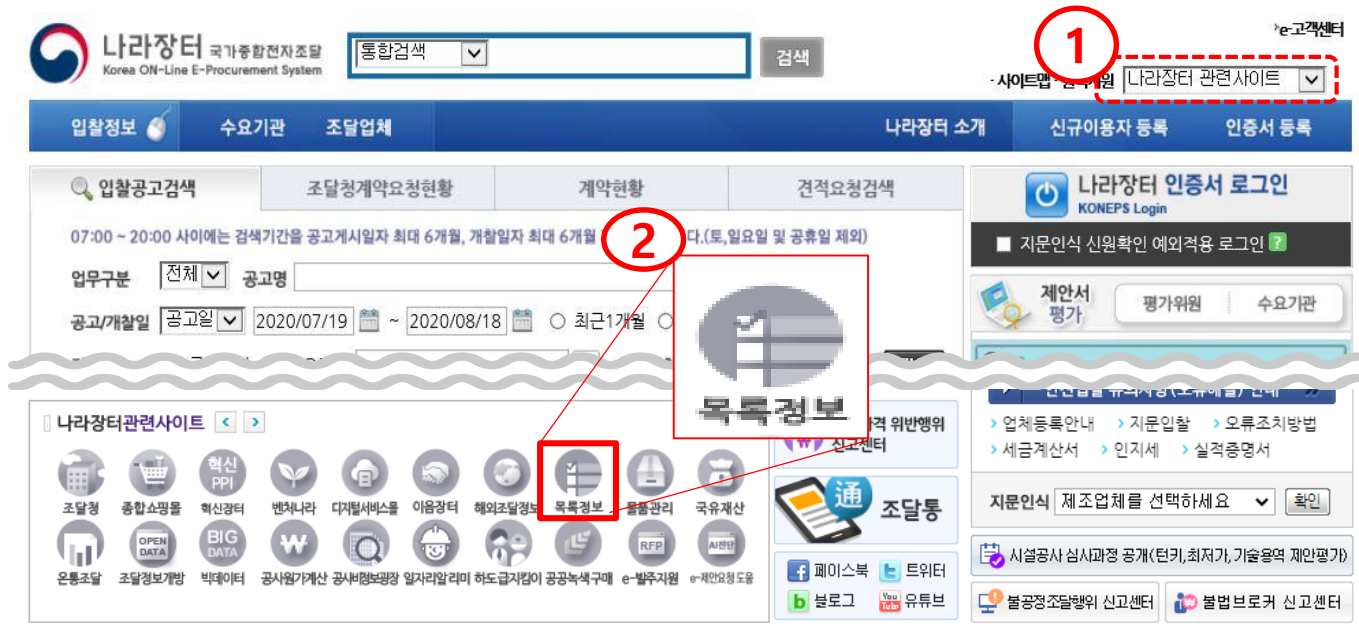 ›e-고객센터
나라장터 국가종합전자조달
Korea ON-Line E-Procurement System
통합검색
검색
1
· 사이트맵
나라장터 관련사이트
입찰정보 수요기관 조달업체 나라장터 소개 신규이용자 등록 인증서 등록
입찰공고검색 조달청계약요청현황 계약현황 견적요청검색
07:00 ~ 20:00 사이에는 검색기간을 공고게시일자 최대 6개월, 개찰일자 최대 6개월
다.(토,일요일 및 공휴일 제외)
2
업무구분 전체 공고명
공고/개찰일 공고일 2020/07/19 ~ 2020/08/18 최근1개월
목록정보
나라장터 인증서 로그인
KONEPS Login
지문인식 신원확인 예외적용 로그인 ?
제안서
평가
평가위원 수요기관
나라장터관련사이트 < >
혁신
PPI
조달청 종합쇼핑몰 혁신장터 벤처나라 디지털서비스몰 이음장터 해외조달정보 목록정보 물품관리 국유재산
OPEN
DATA
BIG
DATA
W
RFP
온통조달 조달정보개방 빅데이터 공사원가계산 공사비정보광장 일자리알리미 하도급지킴이 공공녹색구매 e-발주지원 e-제안요청도움
격 위반행위
신고센터
通
조달통
페이스북 트위터
블로그 You Tube 유튜브
› 업체등록안내 › 지문입찰 › 오류조치방법
› 세금계산서 › 인지세 › 실적증명서
지문인식 제조업체를 선택하세요 확인
시설공사 심사과정 공개(턴키,최저가,기술용역 제안평가)
불공정조달행위 신고센터 불법브로커 신고센터